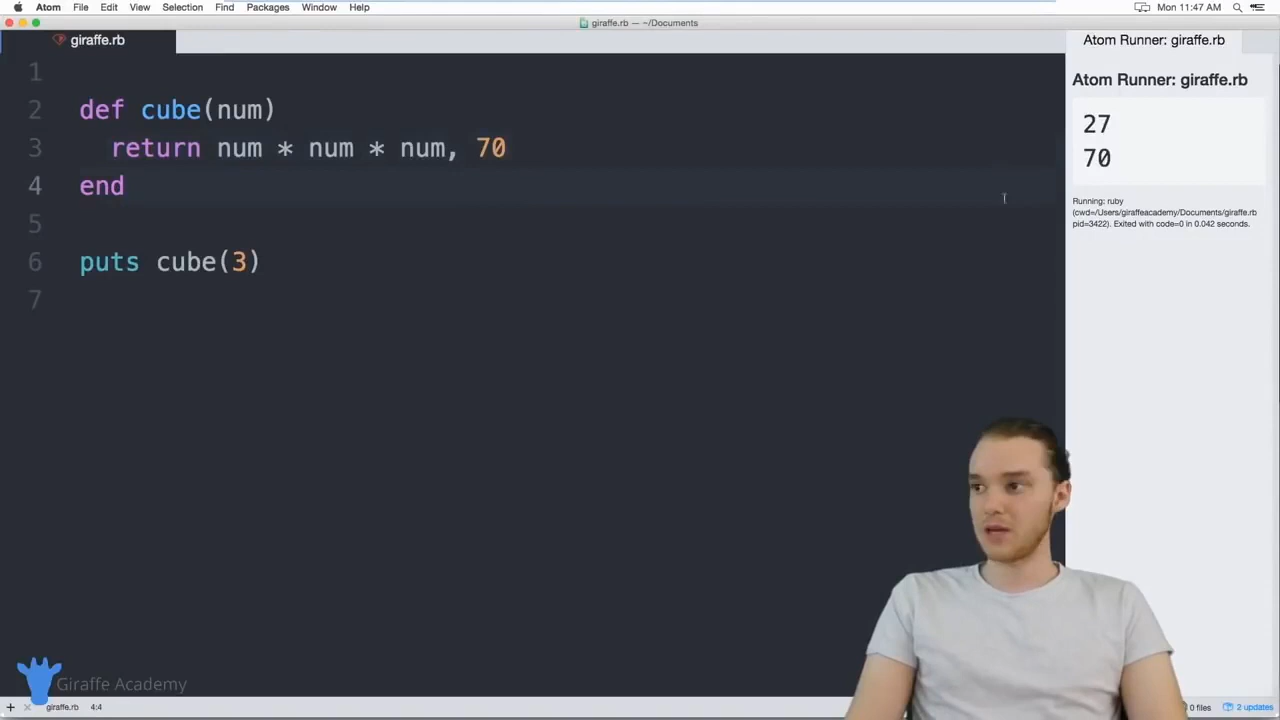 Atom File Edit View Selection Find Packages Window Help
Mon 11:47 AM
giraffe.rb — ~/Documents
giraffe.rb
Atom Runner: giraffe.rb
1
2 def cube(num)
3 return num * num * num, 70
4 end
5
6 puts cube(3)
7
Atom Runner: giraffe.rb
27
70
Running: ruby
(cwd=/Users/giraffeacademy/Documents/giraffe.rb
pid=3422). Exited with code=0 in 0.042 seconds.
Giraffe Academy
+ × giraffe.rb 4:4
0 files 2 updates